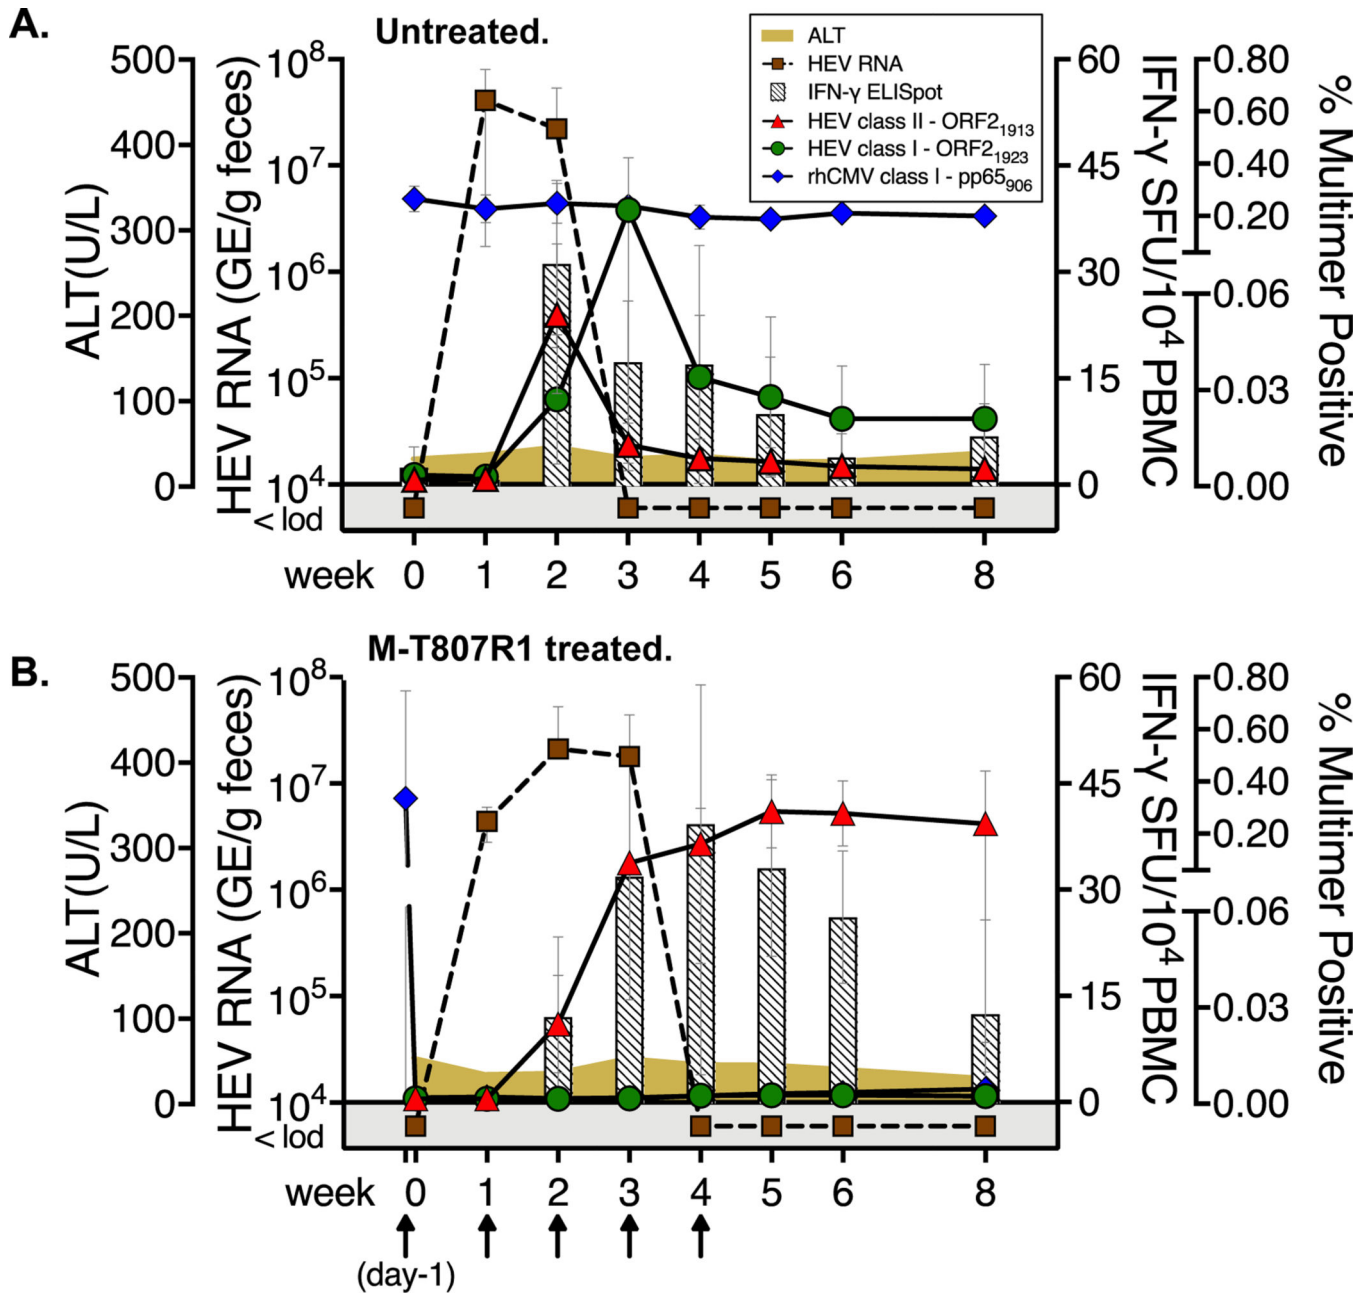 A.
Untreated.
ALT
HEV RNA
IFN-γ ELISpot
HEV class II - ORF2₁₉₁₃
HEV class I - ORF2₁₉₂₃
rhCMV class I - pp65₉₀₆
ALT(U/L)
500
400
300
200
100
0
HEV RNA (GE/g feces)
10⁸
10⁷
10⁶
10⁵
10⁴
< lod
60
45
30
15
0
IFN-γ SFU/10⁴ PBMC
0.80
0.60
0.40
0.20
0.06
0.03
0.00
% Multimer Positive
week 0 1 2 3 4 5 6 8
B.
M-T807R1 treated.
ALT(U/L)
500
400
300
200
100
0
HEV RNA (GE/g feces)
10⁸
10⁷
10⁶
10⁵
10⁴
< lod
60
45
30
15
0
IFN-γ SFU/10⁴ PBMC
0.80
0.60
0.40
0.20
0.06
0.03
0.00
% Multimer Positive
week 0 1 2 3 4 5 6 8
(day-1)